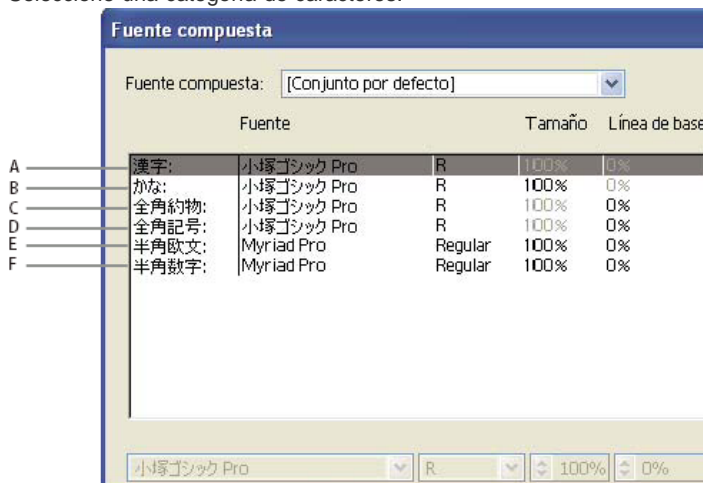 Seleccione una categoría de caracteres.
Fuente compuesta
Fuente compuesta: [Conjunto por defecto]
Fuente Tamaño Línea de base
A 漢字: 小塚ゴシック Pro R 100% 0%
B かな: 小塚ゴシック Pro R 100% 0%
C 全角約物: 小塚ゴシック Pro R 100% 0%
D 全角記号: 小塚ゴシック Pro R 100% 0%
E 半角欧文: Myriad Pro Regular 100% 0%
F 半角数字: Myriad Pro Regular 100% 0%
小塚ゴシック Pro R 100% 0%